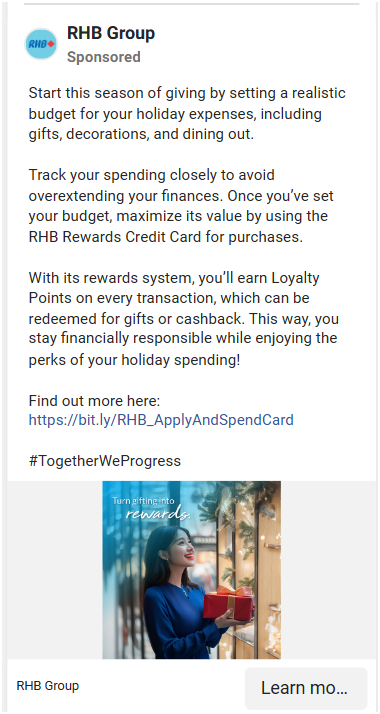 RHB
RHB Group
Sponsored
Start this season of giving by setting a realistic
budget for your holiday expenses, including
gifts, decorations, and dining out.
Track your spending closely to avoid
overextending your finances. Once you’ve set
your budget, maximize its value by using the
RHB Rewards Credit Card for purchases.
With its rewards system, you’ll earn Loyalty
Points on every transaction, which can be
redeemed for gifts or cashback. This way, you
stay financially responsible while enjoying the
perks of your holiday spending!
Find out more here:
https://bit.ly/RHB_ApplyAndSpendCard
#TogetherWeProgress
Turn gifting into
rewards.
RHB Group
Learn mo...